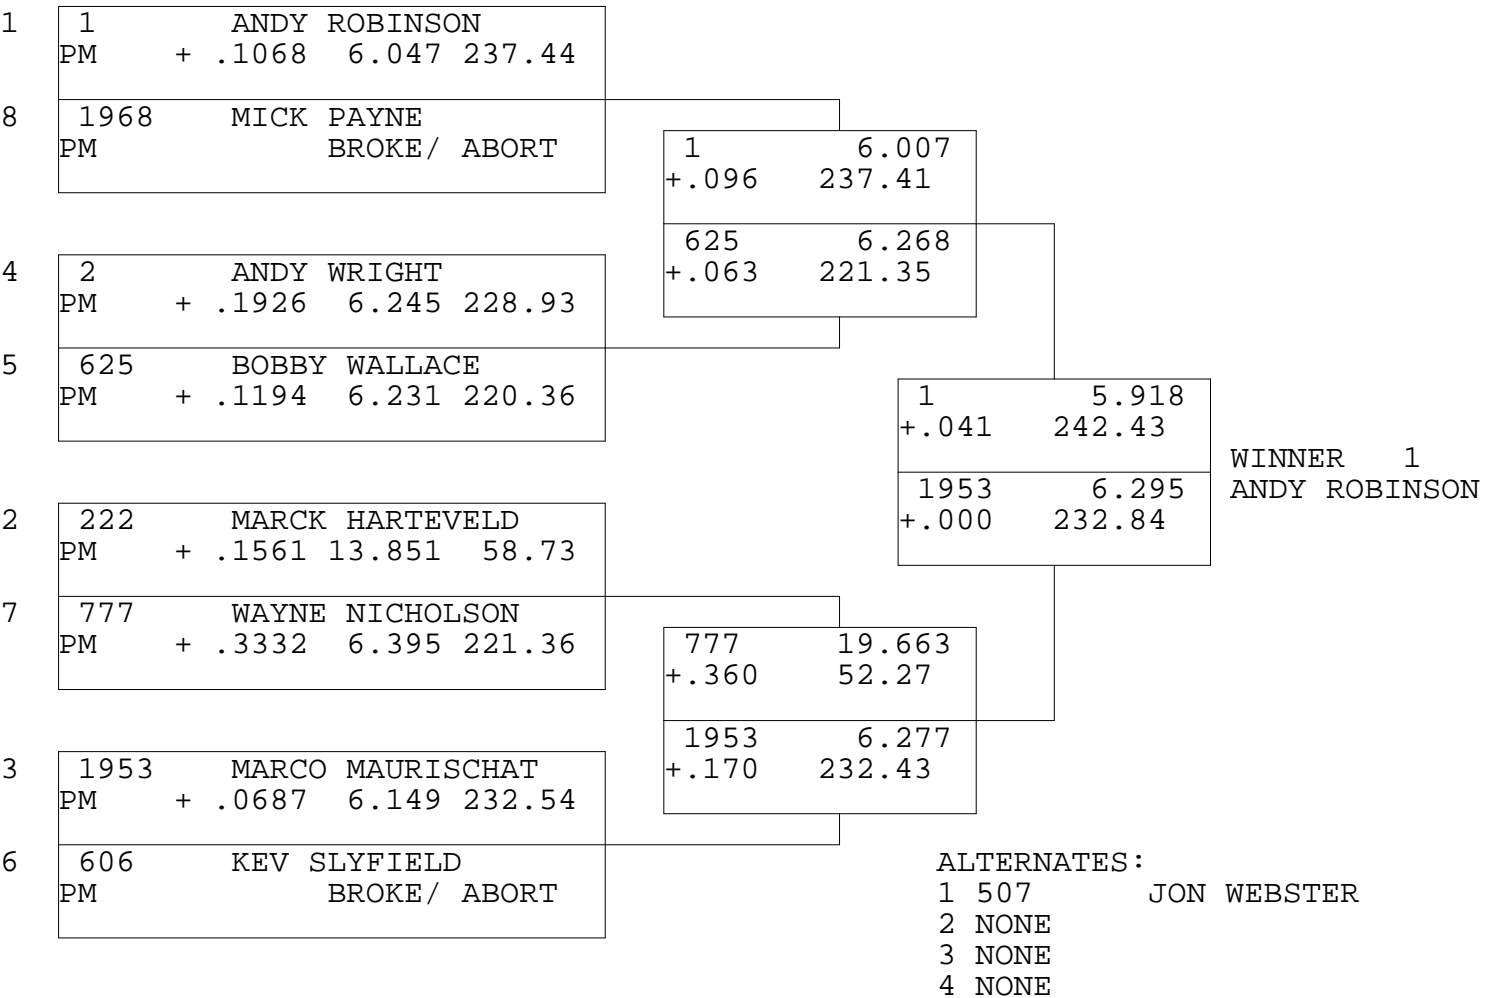 1 1 ANDY ROBINSON
PM + .1068 6.047 237.44
8 1968 MICK PAYNE
PM BROKE/ ABORT
1 6.007
+.096 237.41
625 6.268
+.063 221.35
4 2 ANDY WRIGHT
PM + .1926 6.245 228.93
5 625 BOBBY WALLACE
PM + .1194 6.231 220.36
1 5.918
+.041 242.43
1953 6.295
+.000 232.84
WINNER 1
ANDY ROBINSON
2 222 MARCK HARTEVELD
PM + .1561 13.851 58.73
7 777 WAYNE NICHOLSON
PM + .3332 6.395 221.36
777 19.663
+.360 52.27
1953 6.277
+.170 232.43
3 1953 MARCO MAURISCHAT
PM + .0687 6.149 232.54
6 606 KEV SLYFIELD
PM BROKE/ ABORT
ALTERNATES:
1 507 JON WEBSTER
2 NONE
3 NONE
4 NONE